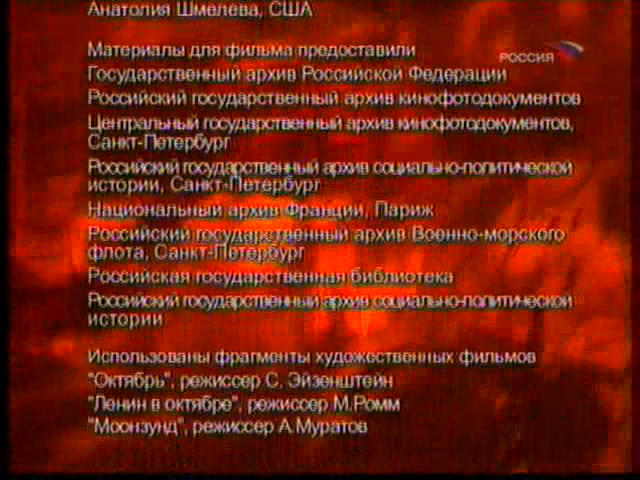 Анатолия Шмелева, США
Материалы для фильма предоставили
РОССИЯ
Государственный архив Российской Федерации
Российский государственный архив кинофотодокументов
Центральный государственный архив кинофотодокументов,
Санкт-Петербург
Российский государственный архив социально-политической
истории, Санкт-Петербург
Национальный архив Франции, Париж
Российский государственный архив Военно-морского
флота, Санкт-Петербург
Российская государственная библиотека
Российский государственный архив социально-политической
истории
Использованы фрагменты художественных фильмов
"Октябрь", режиссер С. Эйзенштейн
"Ленин в октябре", режиссер М.Ромм
"Моонзунд", режиссер А.Муратов